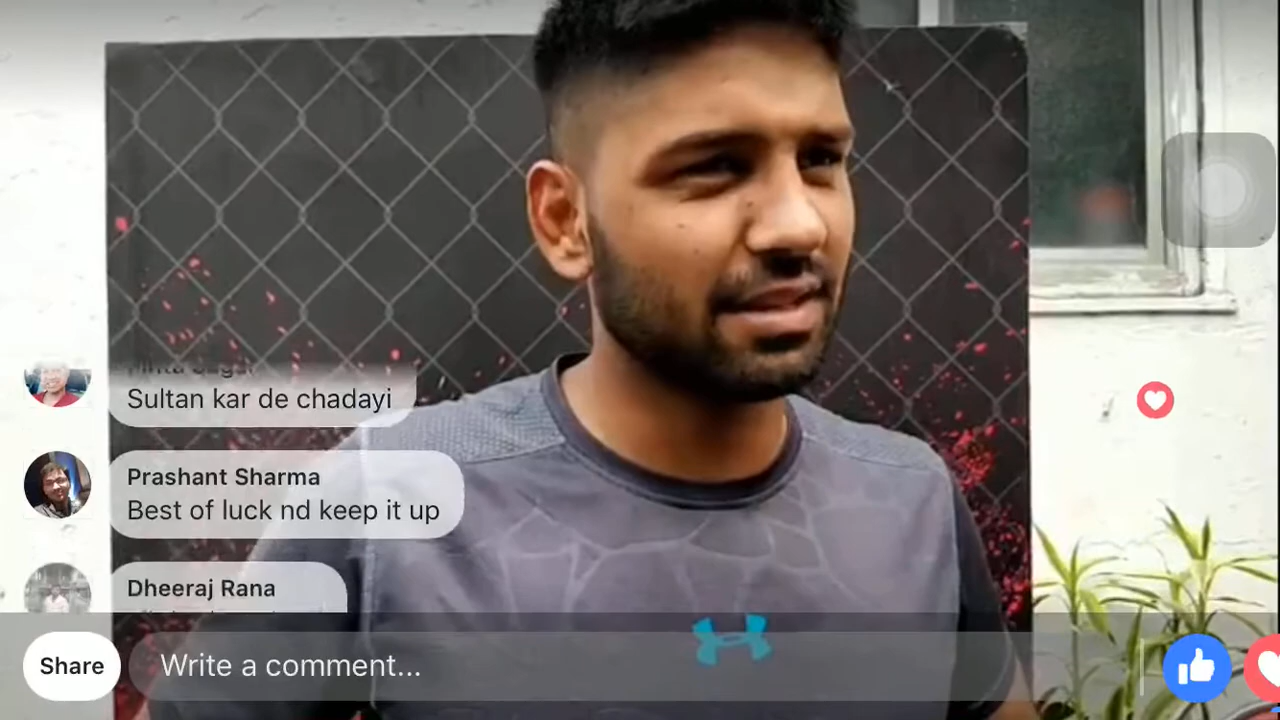 Sultan kar de chadayi
Prashant Sharma
Best of luck nd keep it up
Dheeraj Rana
Share
Write a comment...